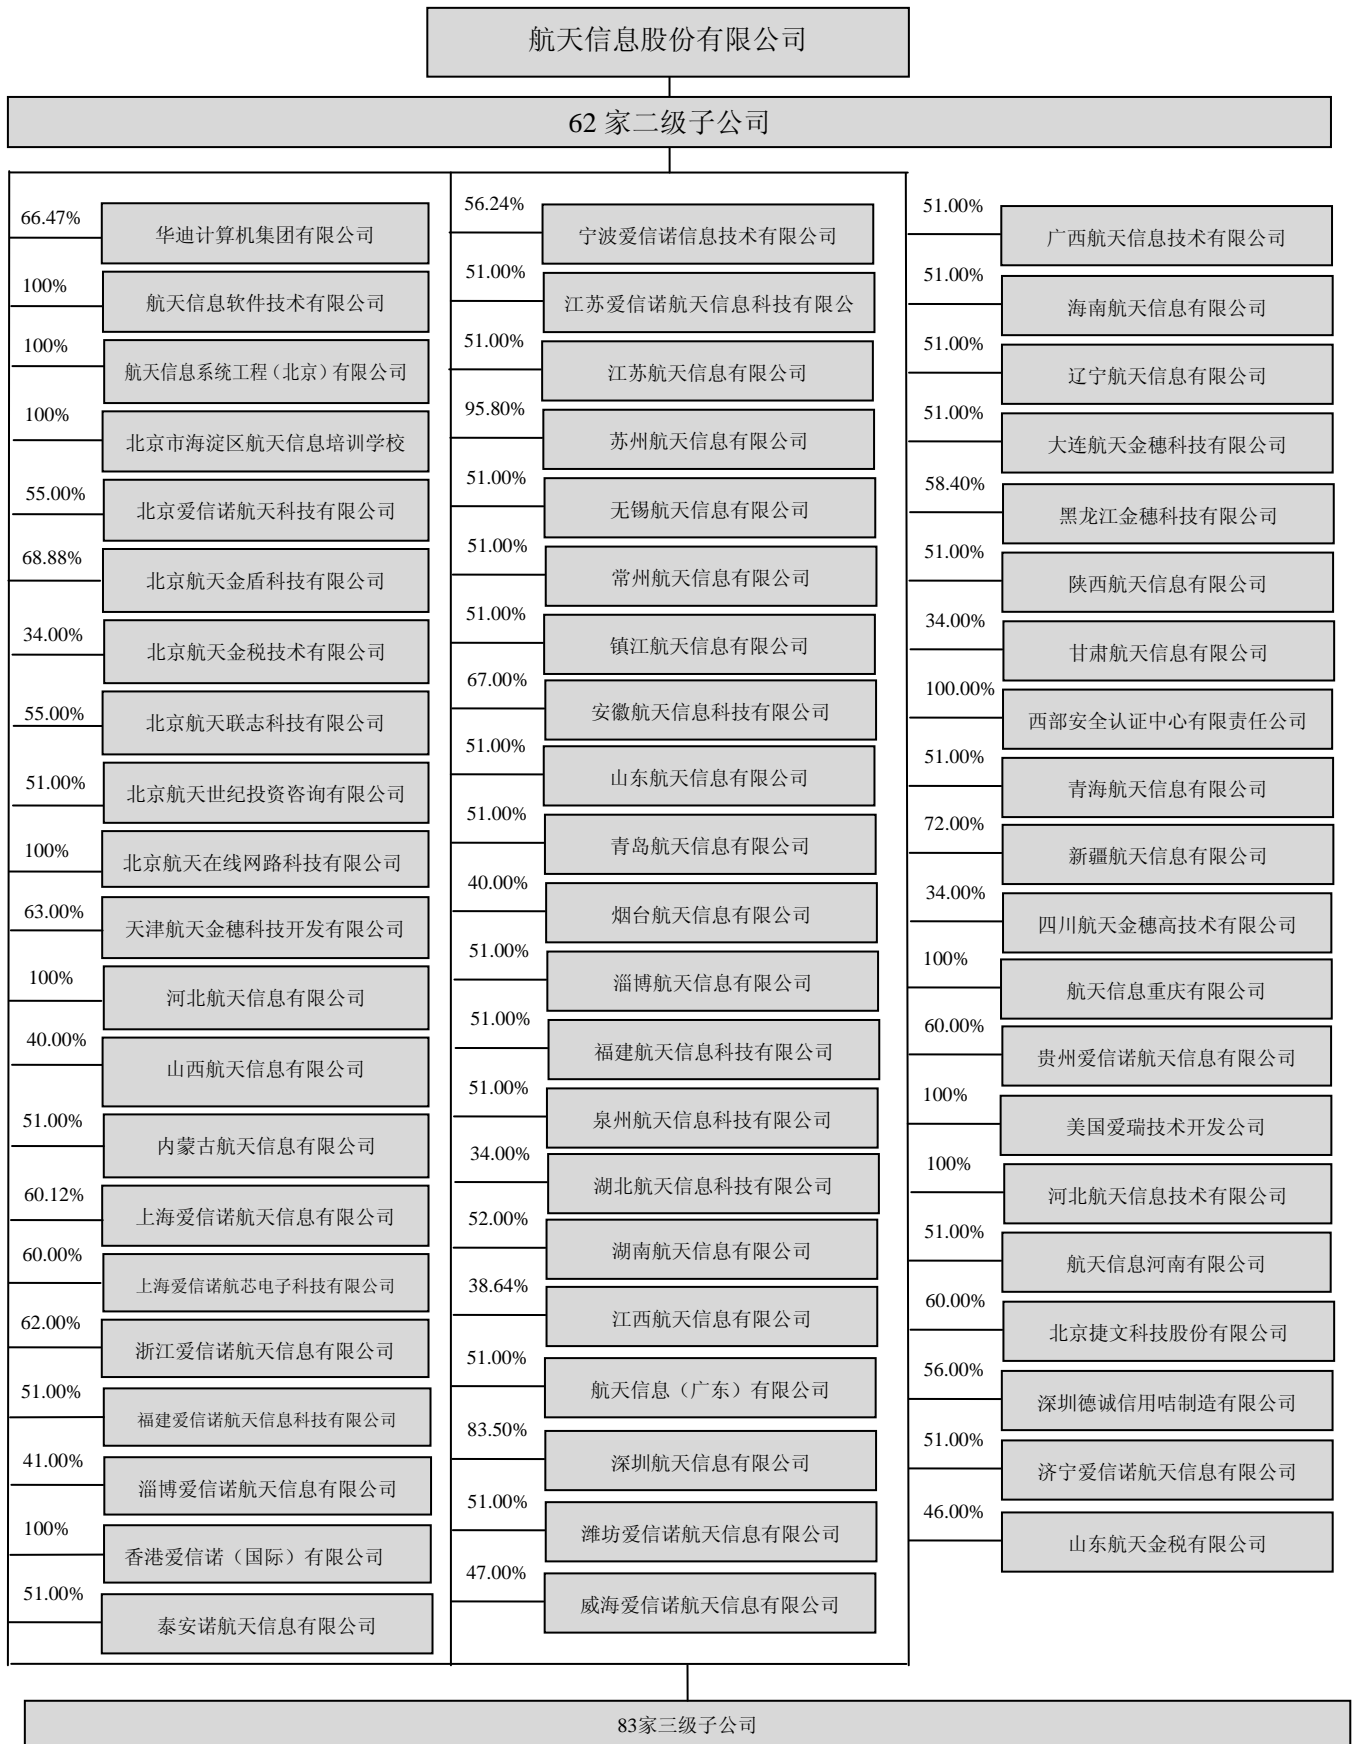 航天信息股份有限公司
62 家二级子公司
66.47%
华迪计算机集团有限公司
100%
航天信息软件技术有限公司
100%
航天信息系统工程（北京）有限公司
100%
北京市海淀区航天信息培训学校
55.00%
北京爱信诺航天科技有限公司
68.88%
北京航天金盾科技有限公司
34.00%
北京航天金税技术有限公司
55.00%
北京航天联志科技有限公司
51.00%
北京航天世纪投资咨询有限公司
100%
北京航天在线网路科技有限公司
63.00%
天津航天金穗科技开发有限公司
100%
河北航天信息有限公司
40.00%
山西航天信息有限公司
51.00%
内蒙古航天信息有限公司
60.12%
上海爱信诺航天信息有限公司
60.00%
上海爱信诺航芯电子科技有限公司
62.00%
浙江爱信诺航天信息有限公司
51.00%
福建爱信诺航天信息科技有限公司
41.00%
淄博爱信诺航天信息有限公司
100%
香港爱信诺（国际）有限公司
51.00%
泰安诺航天信息有限公司
56.24%
宁波爱信诺信息技术有限公司
51.00%
江苏爱信诺航天信息科技有限公
51.00%
江苏航天信息有限公司
95.80%
苏州航天信息有限公司
51.00%
无锡航天信息有限公司
51.00%
常州航天信息有限公司
51.00%
镇江航天信息有限公司
67.00%
安徽航天信息科技有限公司
51.00%
山东航天信息有限公司
51.00%
青岛航天信息有限公司
40.00%
烟台航天信息有限公司
51.00%
淄博航天信息有限公司
51.00%
福建航天信息科技有限公司
51.00%
泉州航天信息科技有限公司
34.00%
湖北航天信息科技有限公司
52.00%
湖南航天信息有限公司
38.64%
江西航天信息有限公司
51.00%
航天信息（广东）有限公司
83.50%
深圳航天信息有限公司
51.00%
潍坊爱信诺航天信息有限公司
47.00%
威海爱信诺航天信息有限公司
51.00%
广西航天信息技术有限公司
51.00%
海南航天信息有限公司
51.00%
辽宁航天信息有限公司
51.00%
大连航天金穗科技有限公司
58.40%
黑龙江金穗科技有限公司
51.00%
陕西航天信息有限公司
34.00%
甘肃航天信息有限公司
100.00%
西部安全认证中心有限责任公司
51.00%
青海航天信息有限公司
72.00%
新疆航天信息有限公司
34.00%
四川航天金穗高技术有限公司
100%
航天信息重庆有限公司
60.00%
贵州爱信诺航天信息有限公司
100%
美国爱瑞技术开发公司
100%
河北航天信息技术有限公司
51.00%
航天信息河南有限公司
60.00%
北京捷文科技股份有限公司
56.00%
深圳德诚信用咭制造有限公司
51.00%
济宁爱信诺航天信息有限公司
46.00%
山东航天金税有限公司
83家三级子公司